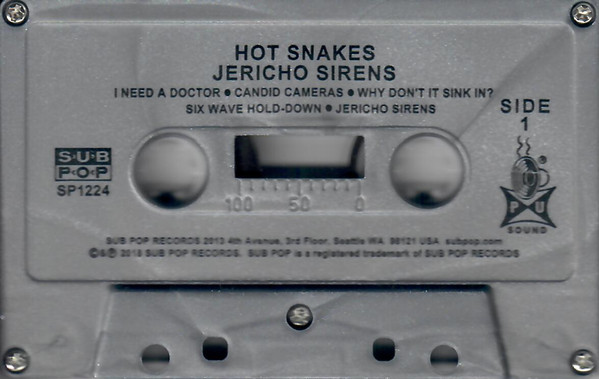 HOT SNAKES
JERICHO SIRENS
I NEED A DOCTOR ● CANDID CAMERAS ● WHY DON'T IT SINK IN?
SIX WAVE HOLD-DOWN ● JERICHO SIRENS
SIDE
1
SUB
POP
SP1224
100 50 0
PU
SOUND
SUB POP RECORDS 2013 4th Avenue, 3rd Floor, Seattle WA 98121 USA subpop.com
©&℗ 2018 SUB POP RECORDS. SUB POP is a registered trademark of SUB POP RECORDS